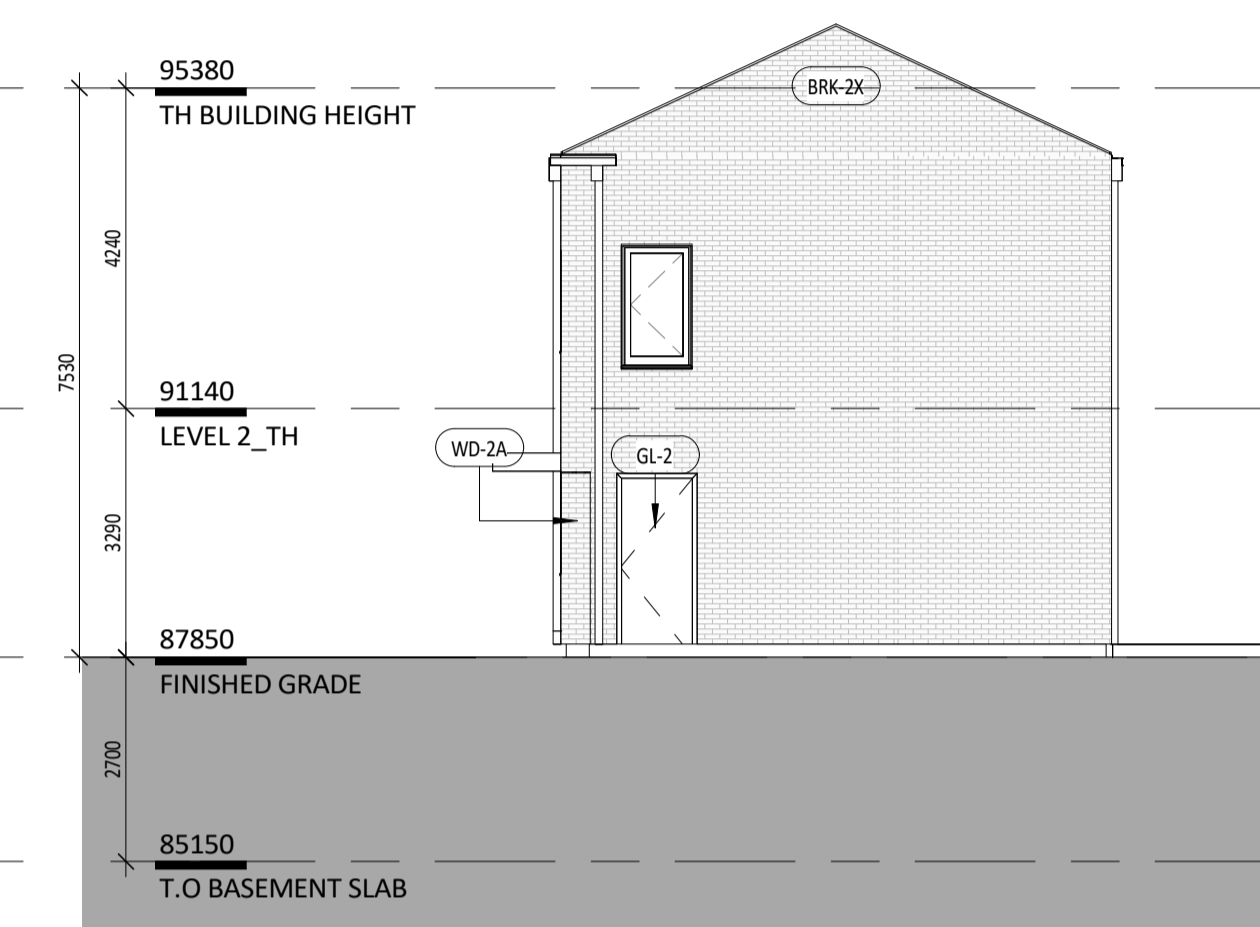 95380
TH BUILDING HEIGHT
BRK-2X
4240
7530
91140
LEVEL 2_TH
WD-2A
GL-2
3290
87850
FINISHED GRADE
2700
85150
T.O BASEMENT SLAB